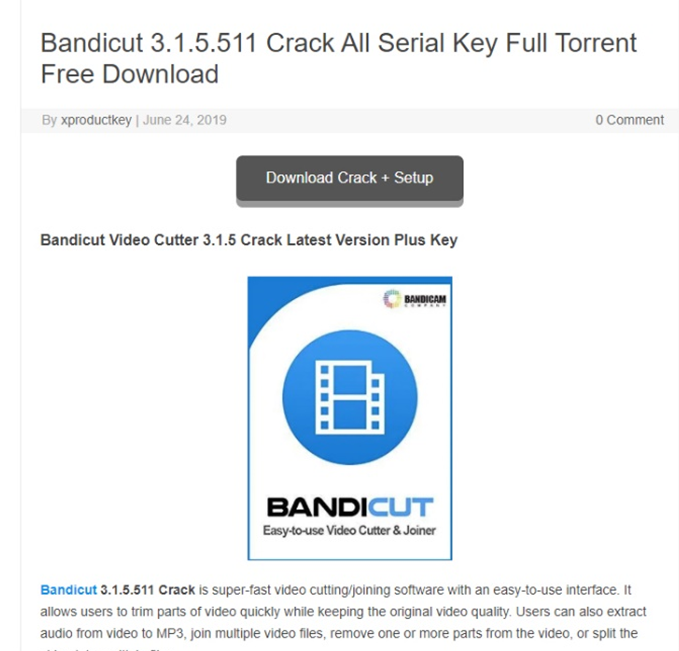 Bandicut 3.1.5.511 Crack All Serial Key Full Torrent
Free Download
By xproductkey | June 24, 2019
0 Comment
Download Crack + Setup
Bandicut Video Cutter 3.1.5 Crack Latest Version Plus Key
BANDICAM
COMPANY
BANDICUT
Easy-to-use Video Cutter & Joiner
Bandicut 3.1.5.511 Crack is super-fast video cutting/joining software with an easy-to-use interface. It
allows users to trim parts of video quickly while keeping the original video quality. Users can also extract
audio from video to MP3, join multiple video files, remove one or more parts from the video, or split the